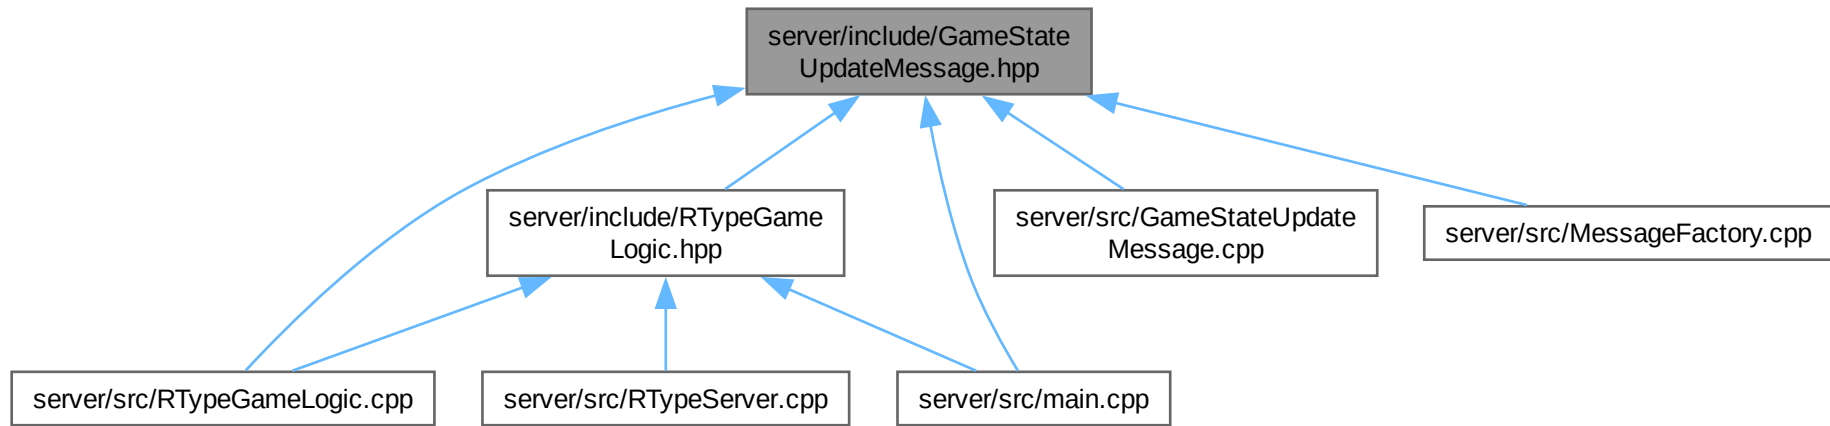 server/include/GameState
UpdateMessage.hpp
server/include/RTypeGame
Logic.hpp
server/src/GameStateUpdate
Message.cpp
server/src/MessageFactory.cpp
server/src/RTypeGameLogic.cpp
server/src/RTypeServer.cpp
server/src/main.cpp